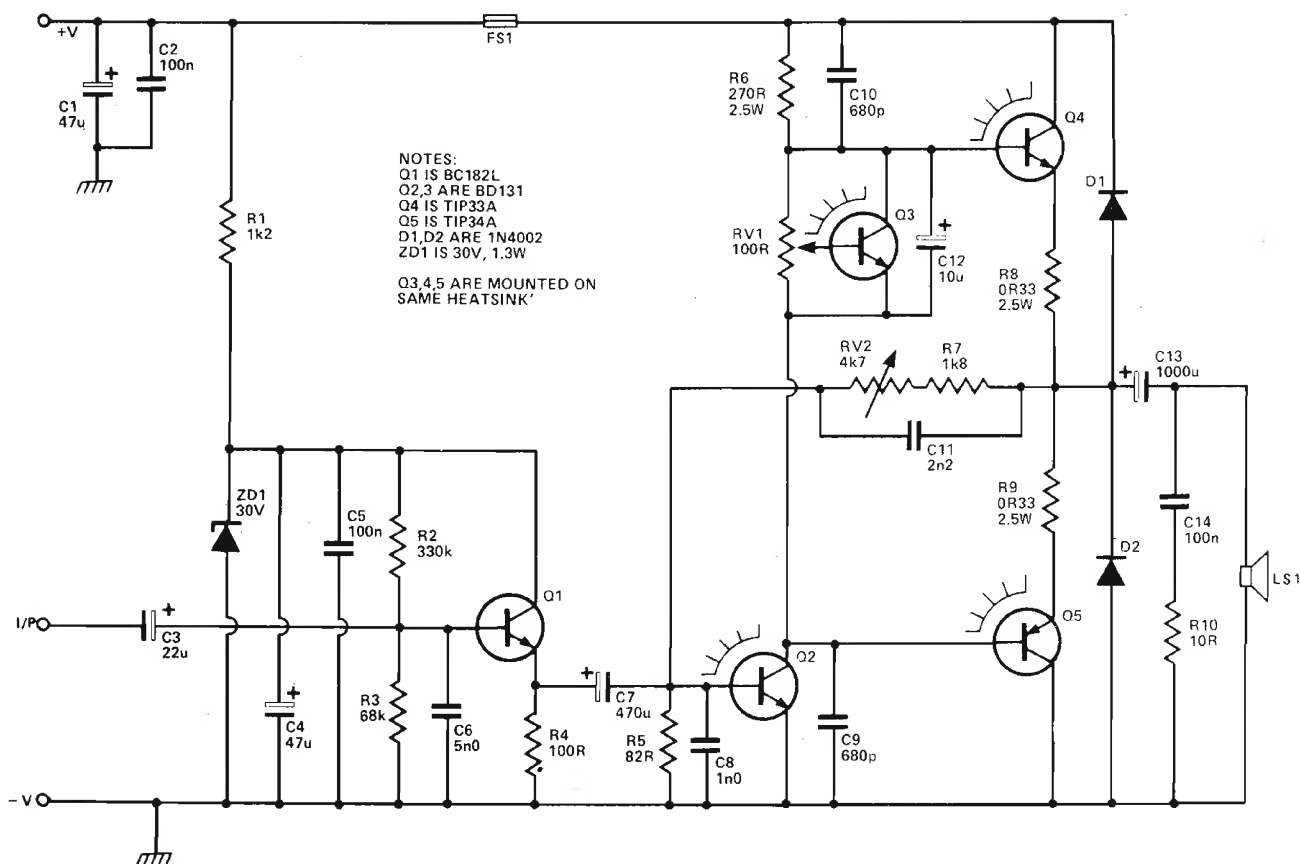 +V
C2
100n
C1
47u
+
FS1
R6
270R
2.5W
C10
680p
Q4
NOTES:
Q1 IS BC182L
Q2,3 ARE BD131
Q4 IS TIP33A
Q5 IS TIP34A
D1,D2 ARE 1N4002
ZD1 IS 30V, 1.3W
Q3,4,5 ARE MOUNTED ON
SAME HEATSINK'
R1
1k2
D1
Q3
RV1
100R
+
C12
10u
R8
0R33
2.5W
RV2
4k7
R7
1k8
C13
1000u
+
C11
2n2
ZD1
30V
C5
100n
R2
330k
R9
0R33
2.5W
C14
100n
D2
LS1
Q1
I/P
+
C3
22u
Q5
R10
10R
Q2
+
C7
470u
R3
68k
+
C4
47u
C6
5n0
R4
100R
R5
82R
C8
1n0
C9
680p
-V